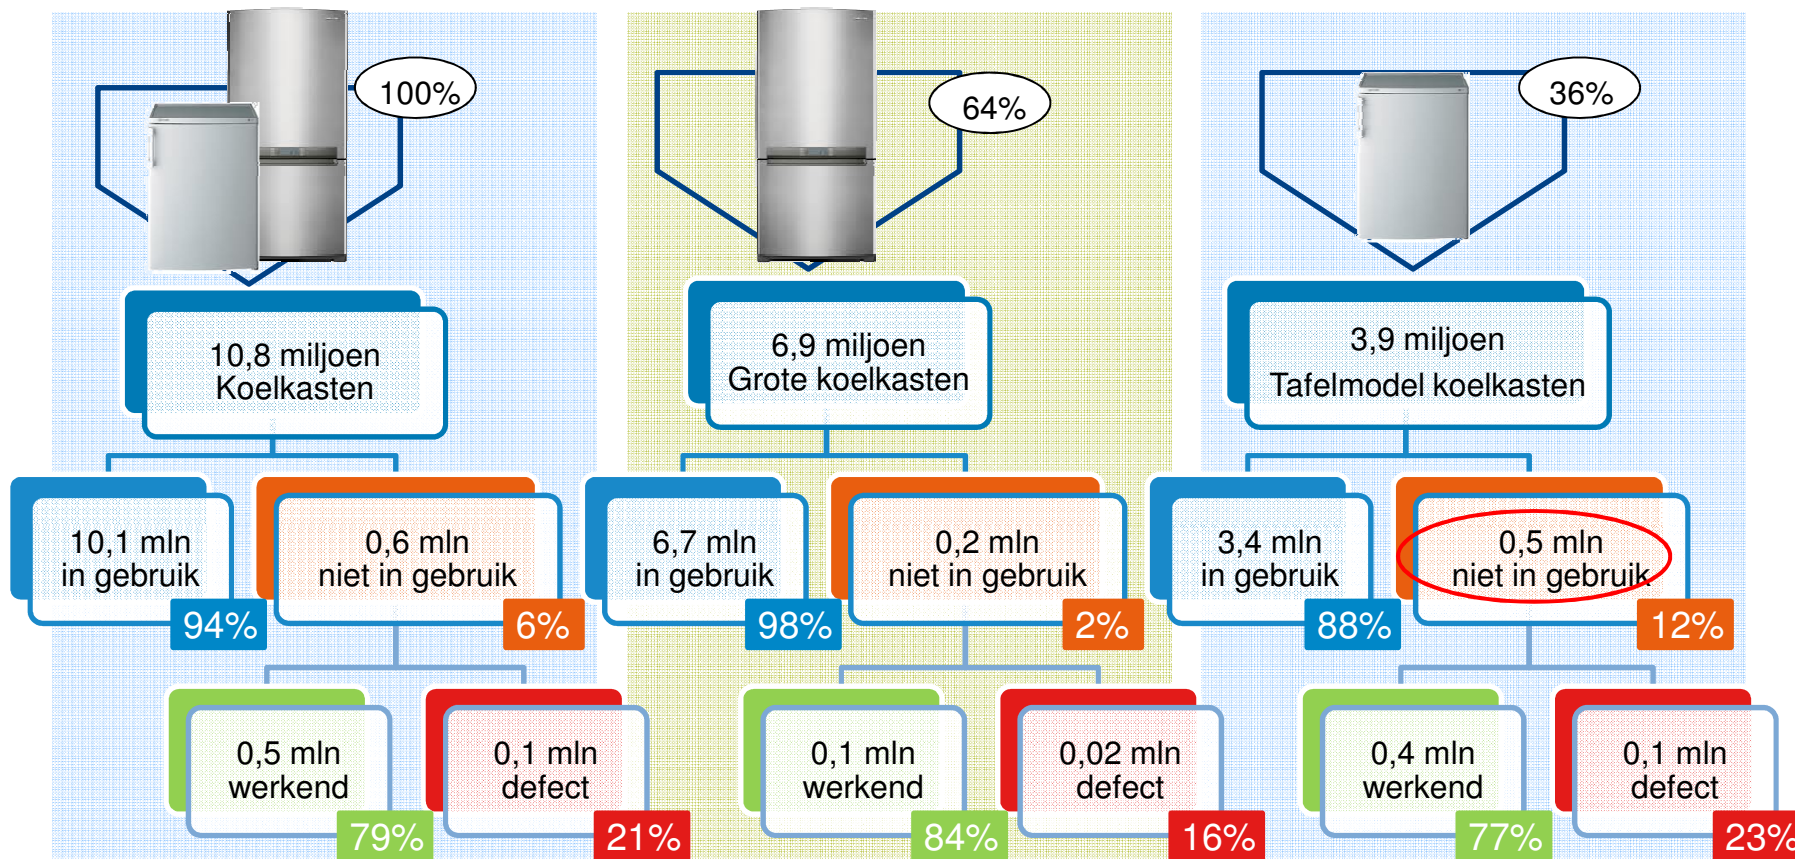 100%
10,8 miljoen
Koelkasten
10,1 mln
in gebruik
94%
0,6 mln
niet in gebruik
6%
0,5 mln
werkend
79%
0,1 mln
defect
21%
64%
6,9 miljoen
Grote koelkasten
6,7 mln
in gebruik
98%
0,2 mln
niet in gebruik
2%
0,1 mln
werkend
84%
0,02 mln
defect
16%
36%
3,9 miljoen
Tafelmodel koelkasten
3,4 mln
in gebruik
88%
0,5 mln
niet in gebruik
12%
0,4 mln
werkend
77%
0,1 mln
defect
23%